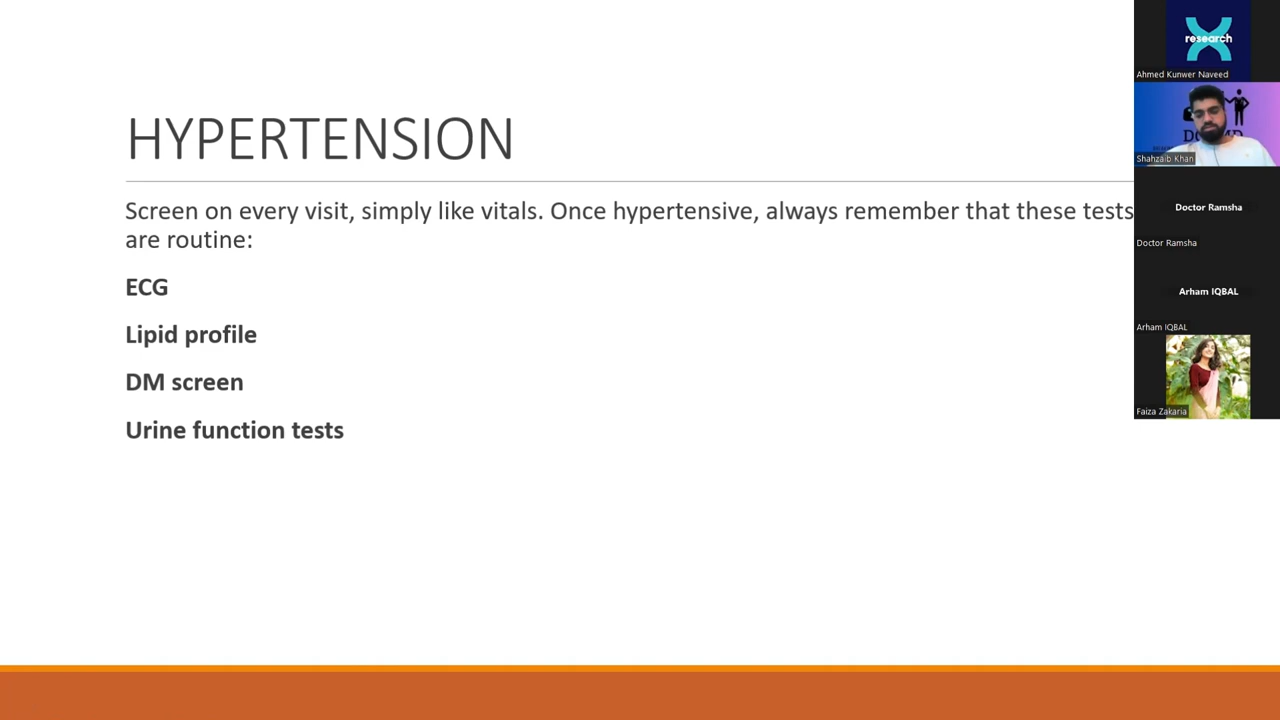 HYPERTENSION
Screen on every visit, simply like vitals. Once hypertensive, always remember that these tests
are routine:
ECG
Lipid profile
DM screen
Urine function tests
research
Ahmed Kunwer Naveed
Shahzaib Khan
Doctor Ramsha
Doctor Ramsha
Arham IQBAL
Arham IQBAL
Faiza Zakaria